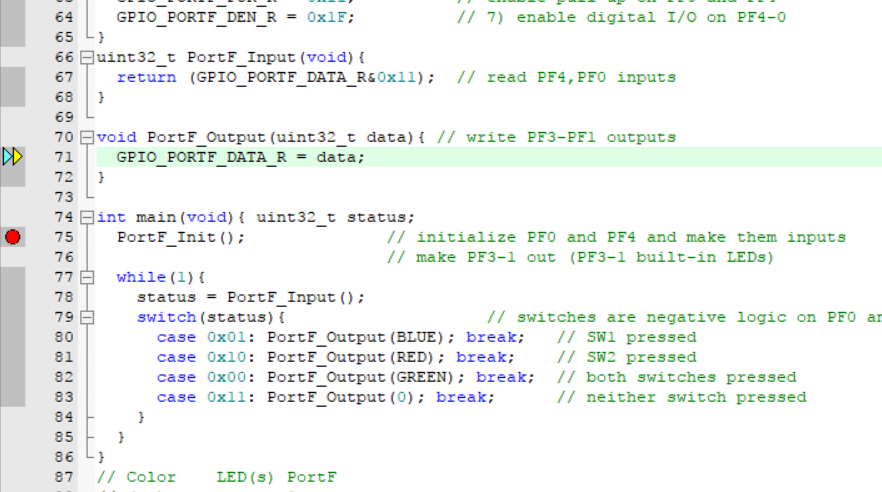 64 GPIO_PORTF_DEN_R = 0x1F; // 7) enable digital I/O on PF4-0
65 }
66 uint32_t PortF_Input(void){
67 return (GPIO_PORTF_DATA_R&0x11); // read PF4,PF0 inputs
68 }
69
70 void PortF_Output(uint32_t data){ // write PF3-PF1 outputs
71 GPIO_PORTF_DATA_R = data;
72 }
73
74 int main(void){ uint32_t status;
75 PortF_Init(); // initialize PF0 and PF4 and make them inputs
76 // make PF3-1 out (PF3-1 built-in LEDs)
77 while(1){
78 status = PortF_Input();
79 switch(status){ // switches are negative logic on PF0
80 case 0x01: PortF_Output(BLUE); break; // SW1 pressed
81 case 0x10: PortF_Output(RED); break; // SW2 pressed
82 case 0x00: PortF_Output(GREEN); break; // both switches pressed
83 case 0x11: PortF_Output(0); break; // neither switch pressed
84 }
85 }
86 }
87 // Color LED(s) PortF